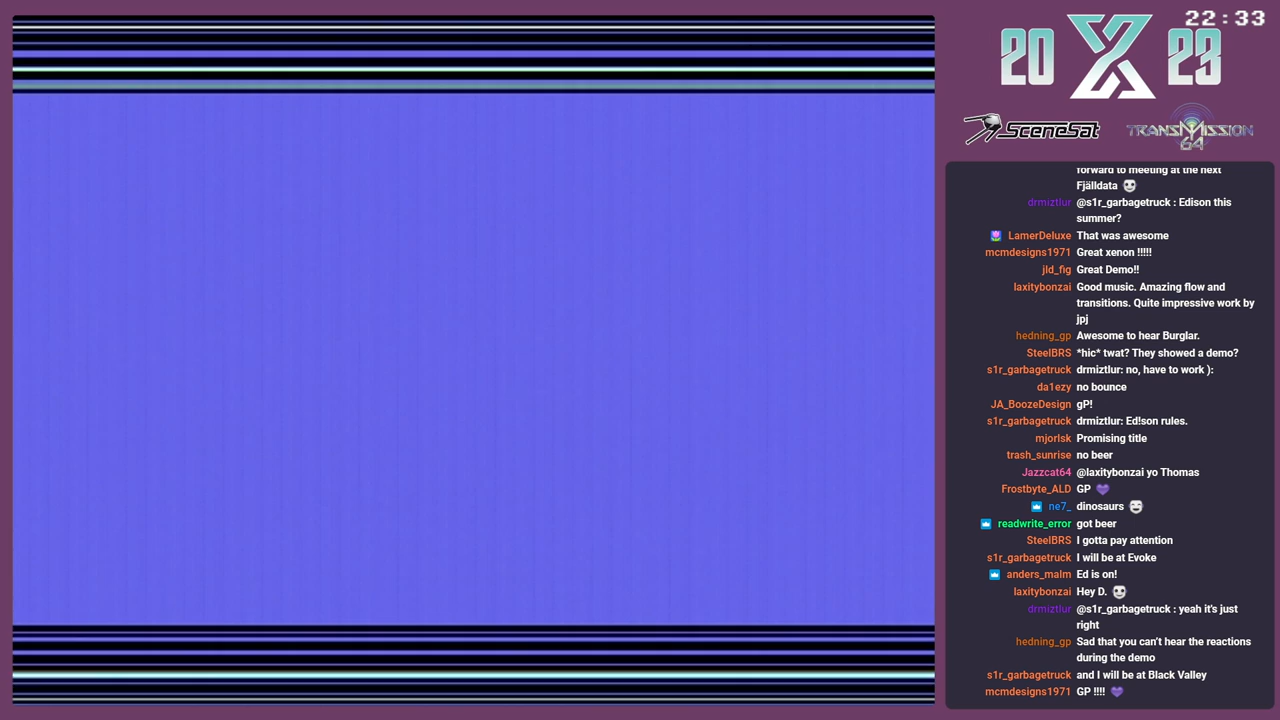 22:33
20 X 23
SceneSat
TRANSMISSION
64
forward to meeting at the next
Fjälldata
drmiztlur @s1r_garbagetruck : Edison this
summer?
LamerDeluxe That was awesome
mcmdesigns1971 Great xenon !!!!!
jld_fig Great Demo!!
laxitybonzai Good music. Amazing flow and
transitions. Quite impressive work by
jpj
hedning_gp Awesome to hear Burglar.
SteelBRS *hic* twat? They showed a demo?
s1r_garbagetruck drmiztlur: no, have to work ):
da1ezy no bounce
JA_BoozeDesign gP!
s1r_garbagetruck drmiztlur: Ed!son rules.
mjorlsk Promising title
trash_sunrise no beer
Jazzcat64 @laxitybonzai yo Thomas
Frostbyte_ALD GP
ne7_ dinosaurs
readwrite_error got beer
SteelBRS I gotta pay attention
s1r_garbagetruck I will be at Evoke
anders_malm Ed is on!
laxitybonzai Hey D.
drmiztlur @s1r_garbagetruck : yeah it's just
right
hedning_gp Sad that you can't hear the reactions
during the demo
s1r_garbagetruck and I will be at Black Valley
mcmdesigns1971 GP !!!!